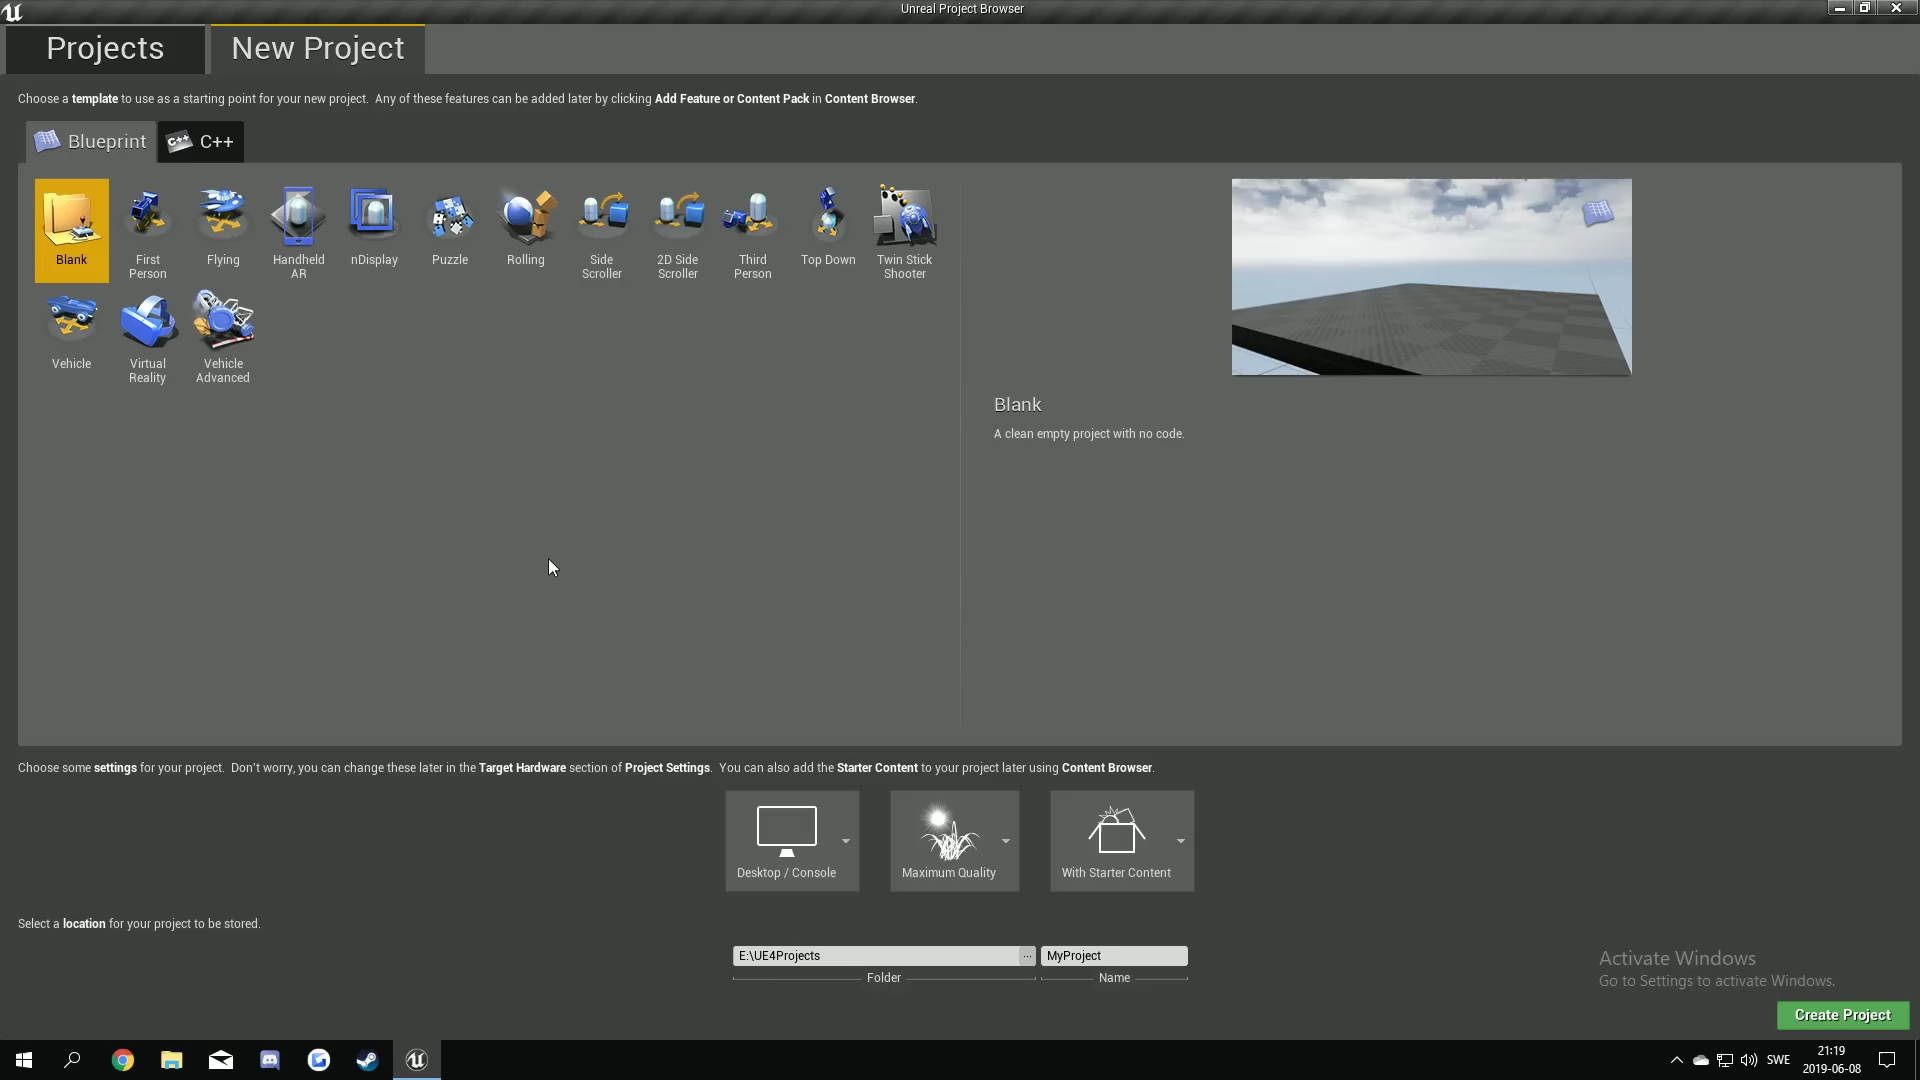 Unreal Project Browser
Projects
New Project
Choose a template to use as a starting point for your new project. Any of these features can be added later by clicking Add Feature or Content Pack in Content Browser.
Blueprint
C++
C++
Blank
First
Person
Flying
Handheld
AR
nDisplay
Puzzle
Rolling
Side
Scroller
2D Side
Scroller
Third
Person
Top Down
Twin Stick
Shooter
Vehicle
Virtual
Reality
Vehicle
Advanced
Blank
A clean empty project with no code.
Choose some settings for your project. Don't worry, you can change these later in the Target Hardware section of Project Settings. You can also add the Starter Content to your project later using Content Browser.
Desktop / Console
Maximum Quality
With Starter Content
Select a location for your project to be stored.
E:\UE4Projects
...
MyProject
Folder
Name
Activate Windows
Go to Settings to activate Windows.
Create Project
SWE
21:19
2019-06-08